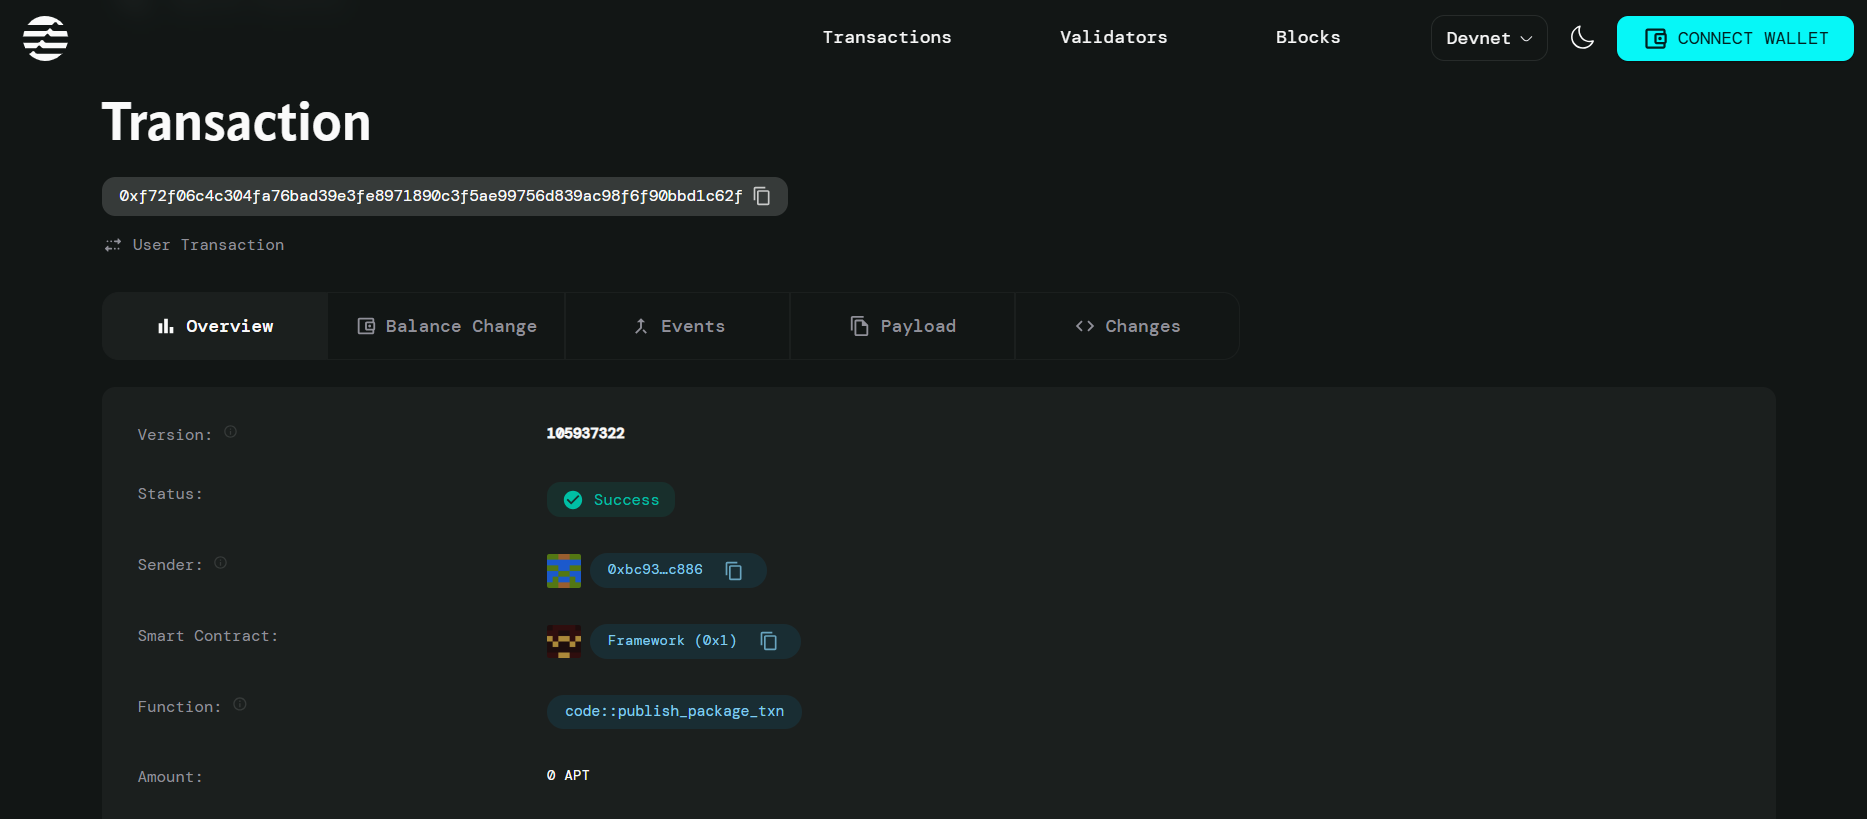 Transactions Validators Blocks Devnet CONNECT WALLET
Transaction
0xf72f06c4c304fa76bad39e3fe8971890c3f5ae99756d839ac98f6f90bbd1c62f
User Transaction
Overview Balance Change Events Payload Changes
Version: 105937322
Status: Success
Sender: 0xbc93…c886
Smart Contract: Framework (0x1)
Function: code::publish_package_txn
Amount: 0 APT